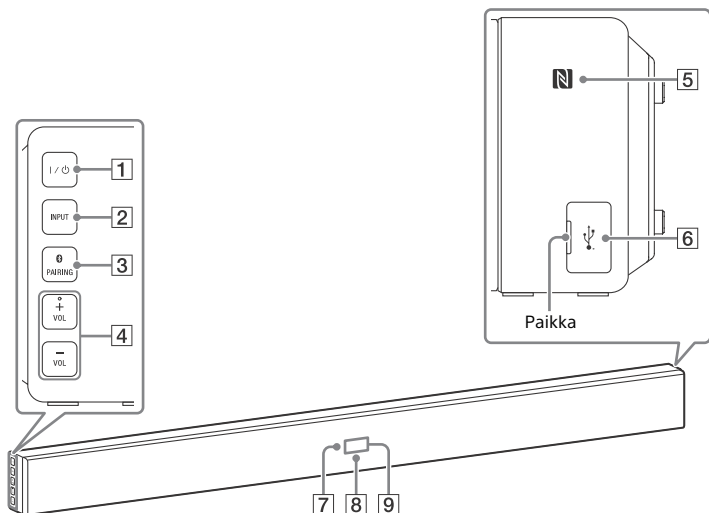 I / ⏻
1
INPUT
2
PAIRING
3
+
VOL
4
−
VOL
5
6
Paikka
7 8 9